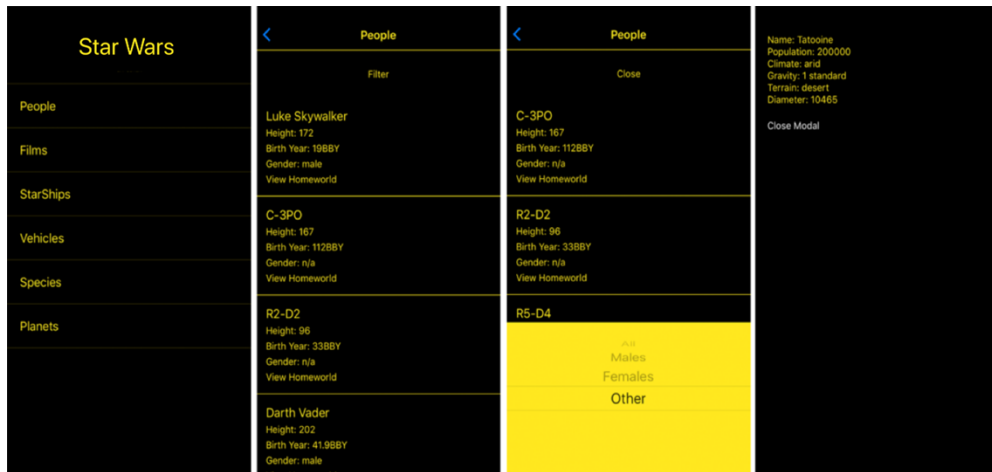 Star Wars
People
Films
StarShips
Vehicles
Species
Planets
People
Filter
Luke Skywalker
Height: 172
Birth Year: 19BBY
Gender: male
View Homeworld
C-3PO
Height: 167
Birth Year: 112BBY
Gender: n/a
View Homeworld
R2-D2
Height: 96
Birth Year: 33BBY
Gender: n/a
View Homeworld
Darth Vader
Height: 202
Birth Year: 41.9BBY
Gender: male
People
Close
C-3PO
Height: 167
Birth Year: 112BBY
Gender: n/a
View Homeworld
R2-D2
Height: 96
Birth Year: 33BBY
Gender: n/a
View Homeworld
R5-D4
All
Males
Females
Other
Name: Tatooine
Population: 200000
Climate: arid
Gravity: 1 standard
Terrain: desert
Diameter: 10465
Close Modal